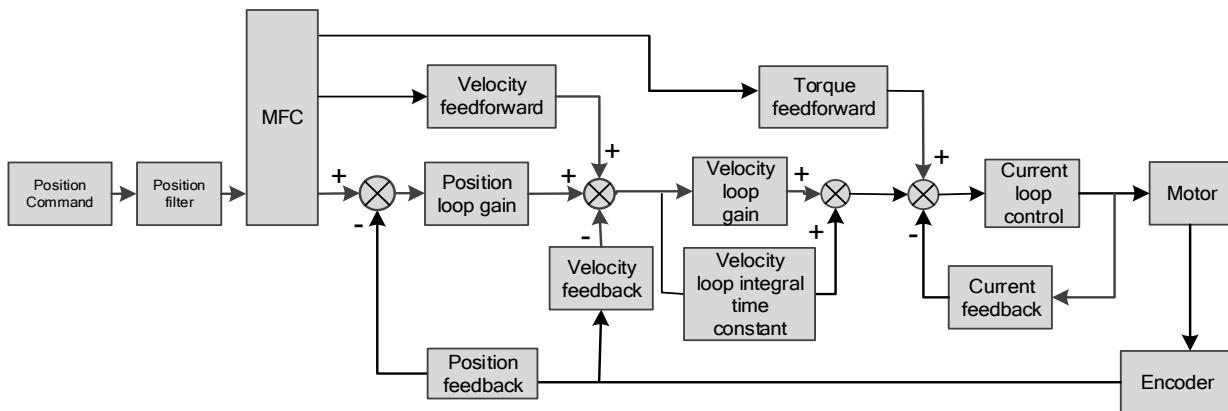 Position
Command
Position
filter
MFC
Velocity
feedforward
Torque
feedforward
+
-
Position
loop gain
+
+
-
Velocity
feedback
Velocity
loop
gain
Velocity
loop integral
time
constant
+
+
+
-
Current
loop
control
Current
feedback
Motor
Position
feedback
Encoder